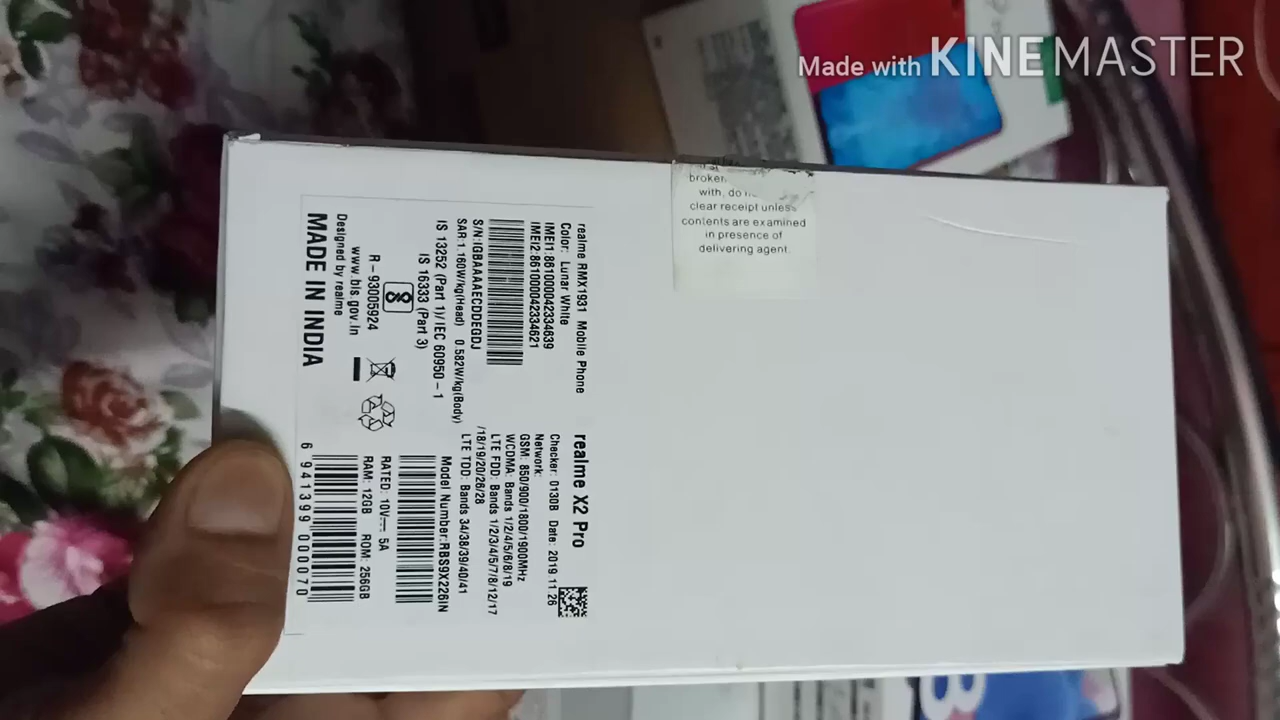 Made with KINEMASTER
broken
clear receipt unless
contents are examined
in presence of
delivering agent.
realme RMX1931 Mobile Phone
Color: Lunar White
IMEI1:861000042334639
IMEI2:861000042334621
S/N:IGBAAAAECDDEGDJ
SAR:1.160W/kg(Head) 0.582W/kg(Body)
IS 13252 (Part 1)/ IEC 60950-1
IS 16333 (Part 3)
R-93005924
www.bis.gov.in
Designed by realme
MADE IN INDIA
realme X2 Pro
Checker: 0130B Date: 2019.11.26
Network:
GSM: 850/900/1800/1900MHz
WCDMA: Bands 1/2/4/5/6/8/19
LTE FDD: Bands 1/2/3/4/5/7/8/12/17
/18/19/20/26/28
LTE TDD: Bands 34/38/39/40/41
Model Number:RBS9X226IN
RATED: 10V⎓ 5A
RAM: 12GB ROM: 256GB
6 941399 000070